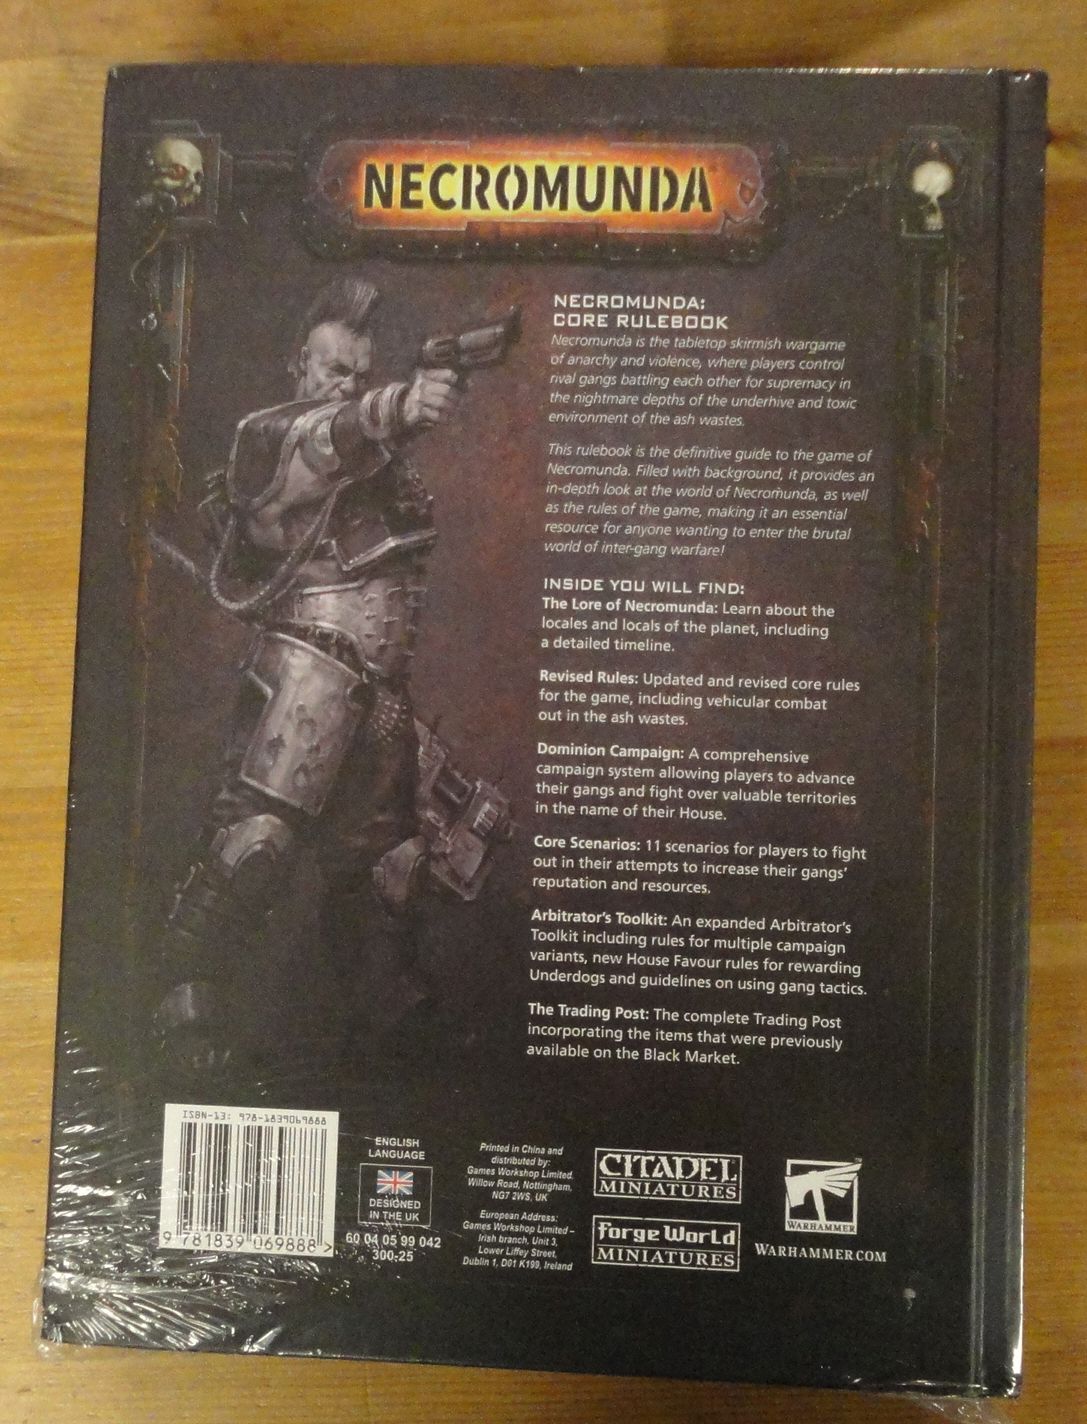 NECROMUNDA
NECROMUNDA:
CORE RULEBOOK
Necromunda is the tabletop skirmish wargame
of anarchy and violence, where players control
rival gangs battling each other for supremacy in
the nightmare depths of the underhive and toxic
environment of the ash wastes.
This rulebook is the definitive guide to the game of
Necromunda. Filled with background, it provides an
in-depth look at the world of Necromunda, as well
as the rules of the game, making it an essential
resource for anyone wanting to enter the brutal
world of inter-gang warfare!
INSIDE YOU WILL FIND:
The Lore of Necromunda: Learn about the
locales and locals of the planet, including
a detailed timeline.
Revised Rules: Updated and revised core rules
for the game, including vehicular combat
out in the ash wastes.
Dominion Campaign: A comprehensive
campaign system allowing players to advance
their gangs and fight over valuable territories
in the name of their House.
Core Scenarios: 11 scenarios for players to fight
out in their attempts to increase their gangs'
reputation and resources.
Arbitrator's Toolkit: An expanded Arbitrator's
Toolkit including rules for multiple campaign
variants, new House Favour rules for rewarding
Underdogs and guidelines on using gang tactics.
The Trading Post: The complete Trading Post
incorporating the items that were previously
available on the Black Market.
ISBN-13: 978-1839069888
9 781839 069888 >
ENGLISH
LANGUAGE
DESIGNED
IN THE UK
60 04 05 99 042
300-25
Printed in China and
distributed by:
Games Workshop Limited,
Willow Road, Nottingham,
NG7 2WS, UK
European Address:
Games Workshop Limited –
Irish branch, Unit 3,
Lower Liffey Street,
Dublin 1, D01 K199, Ireland
CITADEL
MINIATURES
Forge World
MINIATURES
WARHAMMER
WARHAMMER.COM